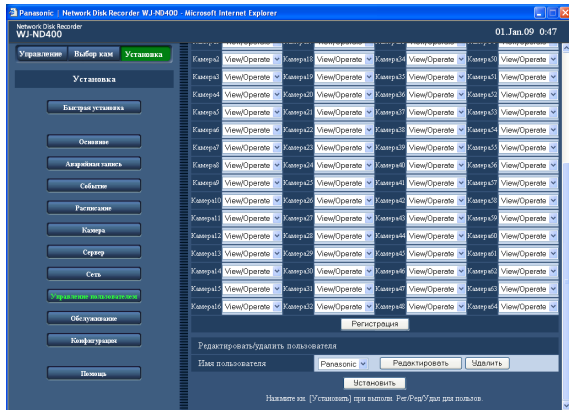 Panasonic | Network Disk Recorder WJ-ND400 - Microsoft Internet Explorer
Network Disk Recorder
WJ-ND400
01.Jan.09 0:47
Управление Выбор кам Установка
Установка
Быстрая установка
Основное
Аварийная запись
Событие
Расписание
Камера
Сервер
Сеть
Управление пользователем
Обслуживание
Конфигурация
Помощь
Камера2 View/Operate Камера18 View/Operate Камера34 View/Operate Камера50 View/Operate
Камера3 View/Operate Камера19 View/Operate Камера35 View/Operate Камера51 View/Operate
Камера4 View/Operate Камера20 View/Operate Камера36 View/Operate Камера52 View/Operate
Камера5 View/Operate Камера21 View/Operate Камера37 View/Operate Камера53 View/Operate
Камера6 View/Operate Камера22 View/Operate Камера38 View/Operate Камера54 View/Operate
Камера7 View/Operate Камера23 View/Operate Камера39 View/Operate Камера55 View/Operate
Камера8 View/Operate Камера24 View/Operate Камера40 View/Operate Камера56 View/Operate
Камера9 View/Operate Камера25 View/Operate Камера41 View/Operate Камера57 View/Operate
Камера10 View/Operate Камера26 View/Operate Камера42 View/Operate Камера58 View/Operate
Камера11 View/Operate Камера27 View/Operate Камера43 View/Operate Камера59 View/Operate
Камера12 View/Operate Камера28 View/Operate Камера44 View/Operate Камера60 View/Operate
Камера13 View/Operate Камера29 View/Operate Камера45 View/Operate Камера61 View/Operate
Камера14 View/Operate Камера30 View/Operate Камера46 View/Operate Камера62 View/Operate
Камера15 View/Operate Камера31 View/Operate Камера47 View/Operate Камера63 View/Operate
Камера16 View/Operate Камера32 View/Operate Камера48 View/Operate Камера64 View/Operate
Регистрация
Редактировать/удалить пользователя
Имя пользователя Panasonic Редактировать Удалить
Установить
Нажмите кн. [Установить] при выполн. Рег/Ред/Удал для пользов.